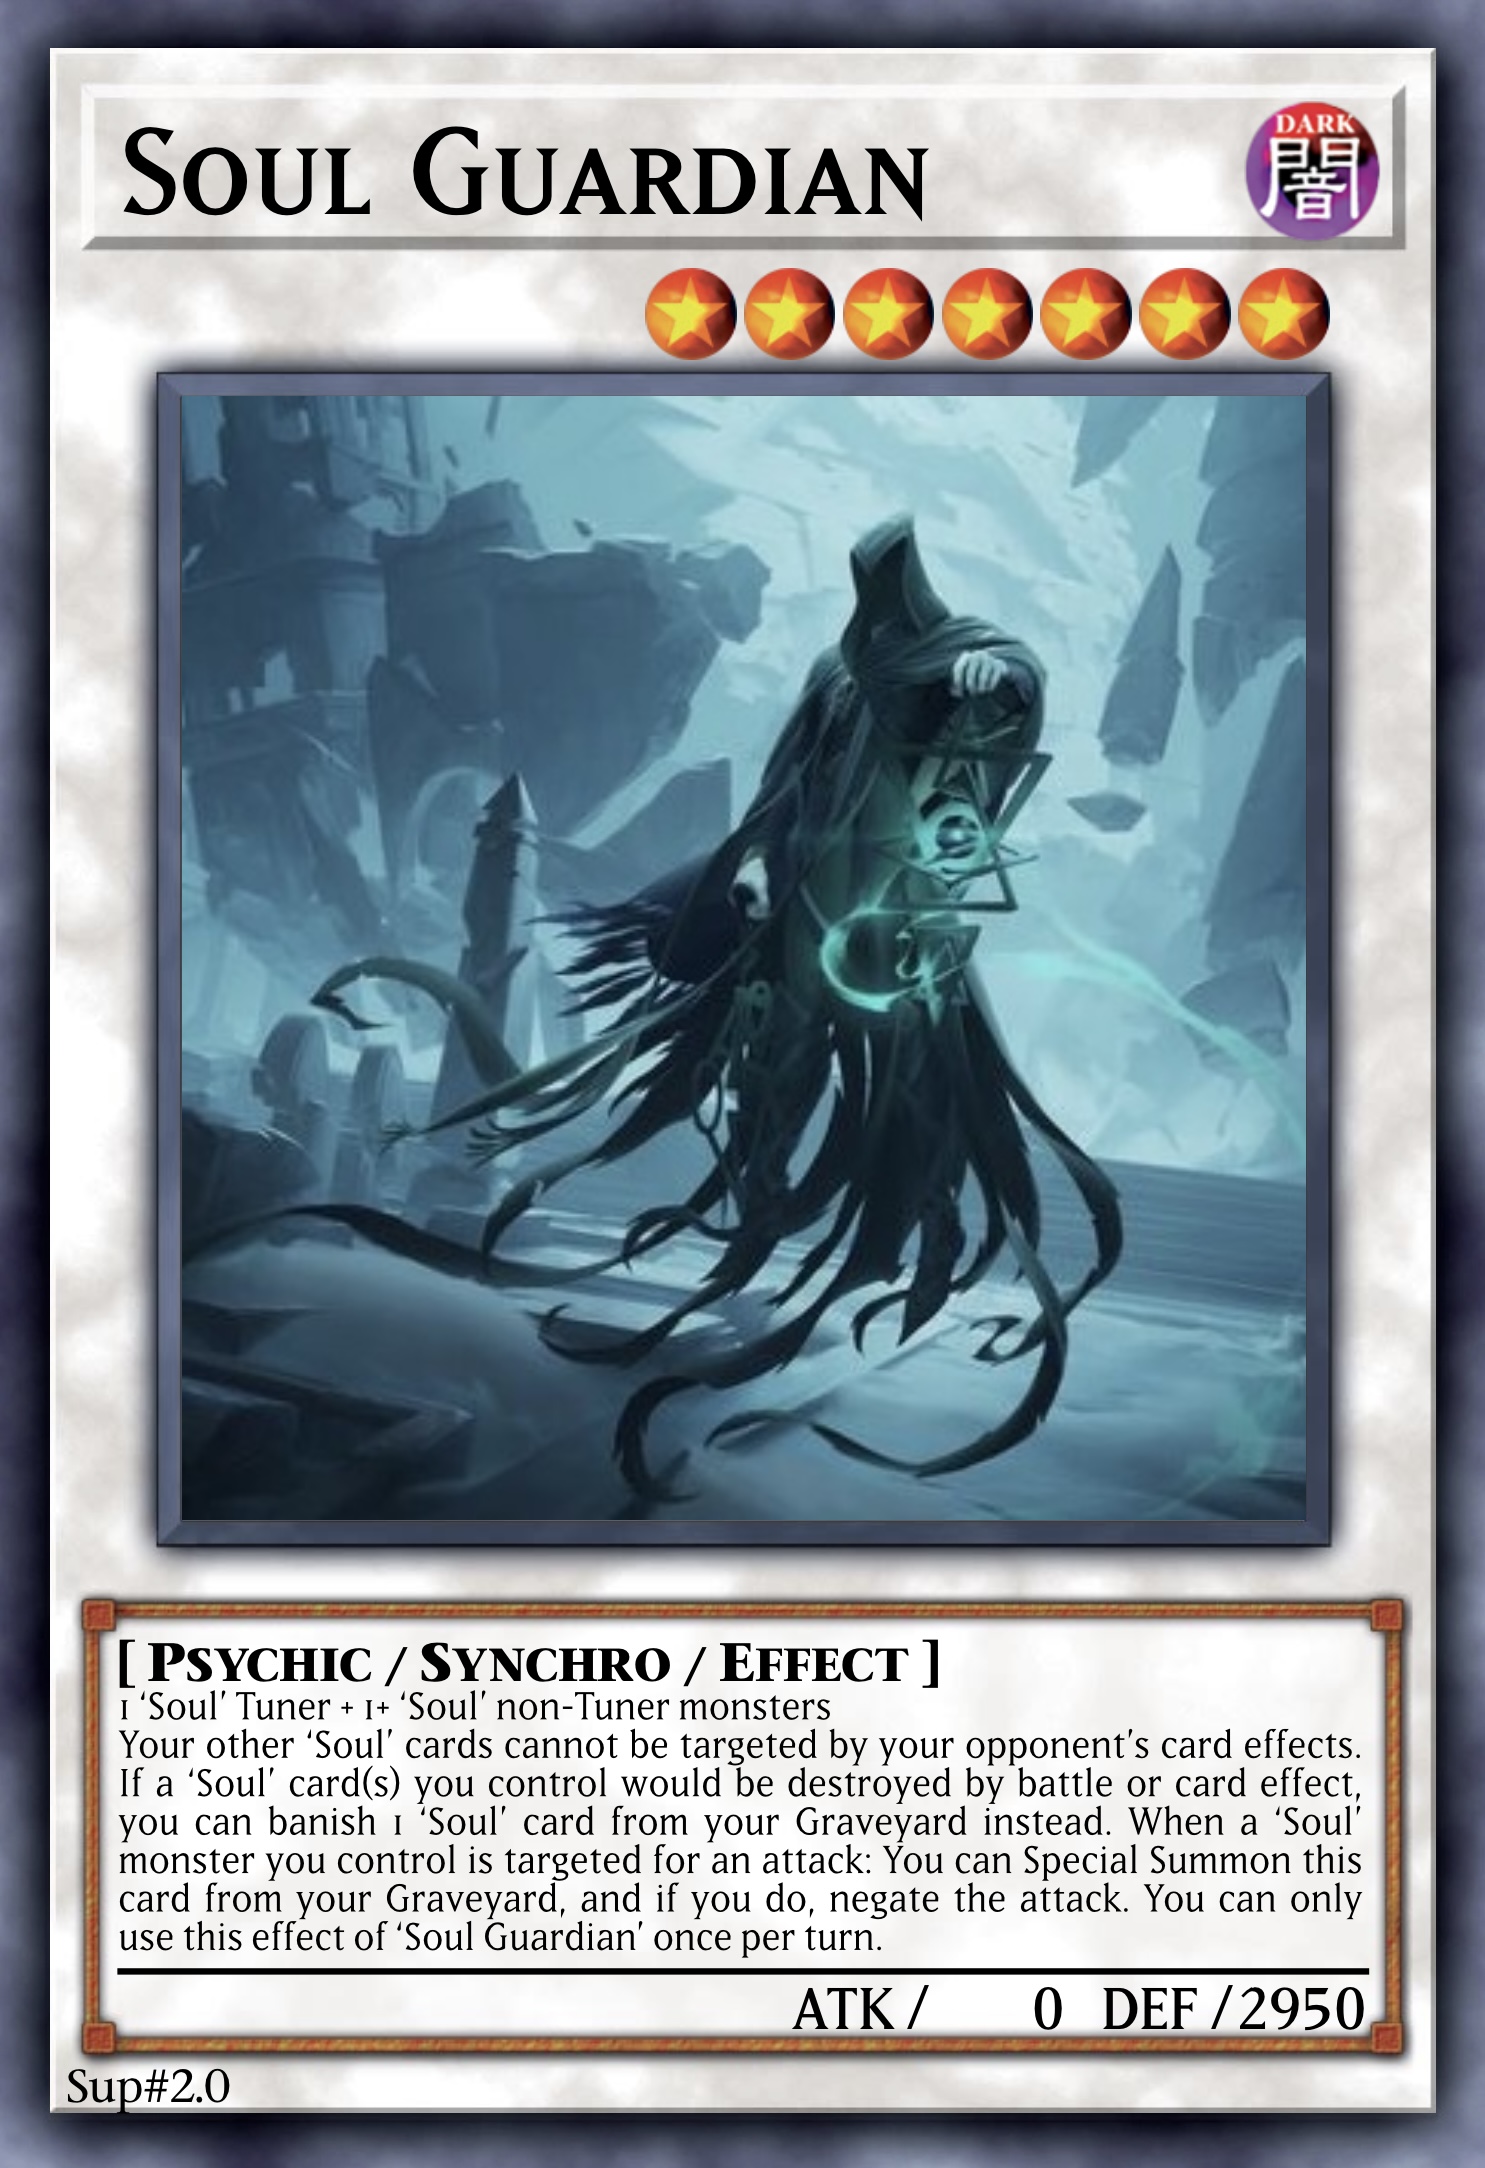 Soul Guardian
DARK
闇
[ Psychic / Synchro / Effect ]
1 ‘Soul’ Tuner + 1+ ‘Soul’ non-Tuner monsters
Your other ‘Soul’ cards cannot be targeted by your opponent's card effects.
If a ‘Soul’ card(s) you control would be destroyed by battle or card effect,
you can banish 1 ‘Soul’ card from your Graveyard instead. When a ‘Soul’
monster you control is targeted for an attack: You can Special Summon this
card from your Graveyard, and if you do, negate the attack. You can only
use this effect of ‘Soul Guardian’ once per turn.
ATK / 0 DEF /2950
Sup#2.0